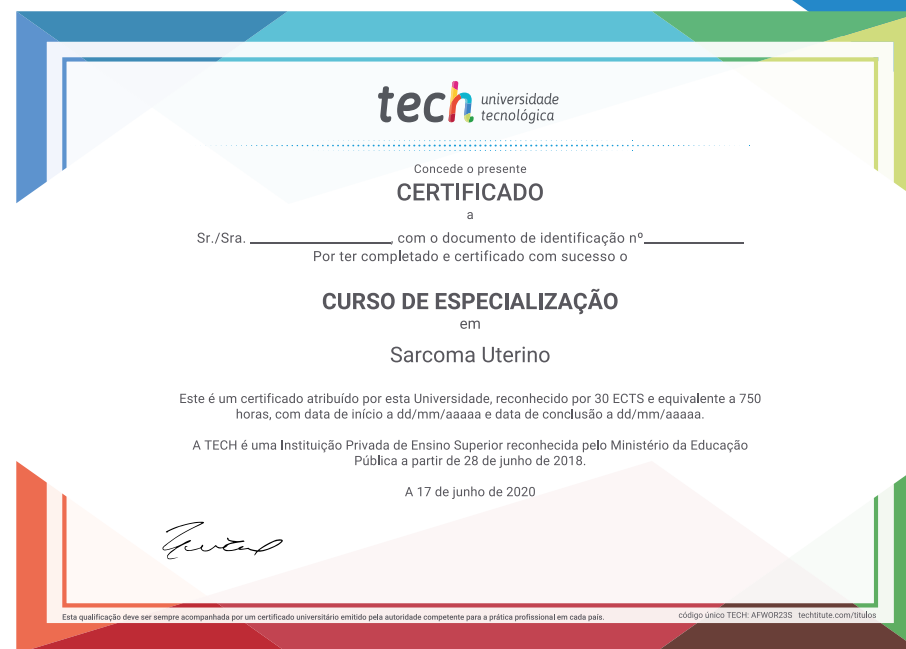 tech universidade
tecnológica
Concede o presente
CERTIFICADO
a
Sr./Sra. ________________, com o documento de identificação nº____________
Por ter completado e certificado com sucesso o
CURSO DE ESPECIALIZAÇÃO
em
Sarcoma Uterino
Este é um certificado atribuído por esta Universidade, reconhecido por 30 ECTS e equivalente a 750
horas, com data de início a dd/mm/aaaaa e data de conclusão a dd/mm/aaaaa.
A TECH é uma Instituição Privada de Ensino Superior reconhecida pelo Ministério da Educação
Pública a partir de 28 de junho de 2018.
A 17 de junho de 2020
Esta qualificação deve ser sempre acompanhada por um certificado universitário emitido pela autoridade competente para a prática profissional em cada país.
código único TECH: AFWOR23S techtitute.com/titulos